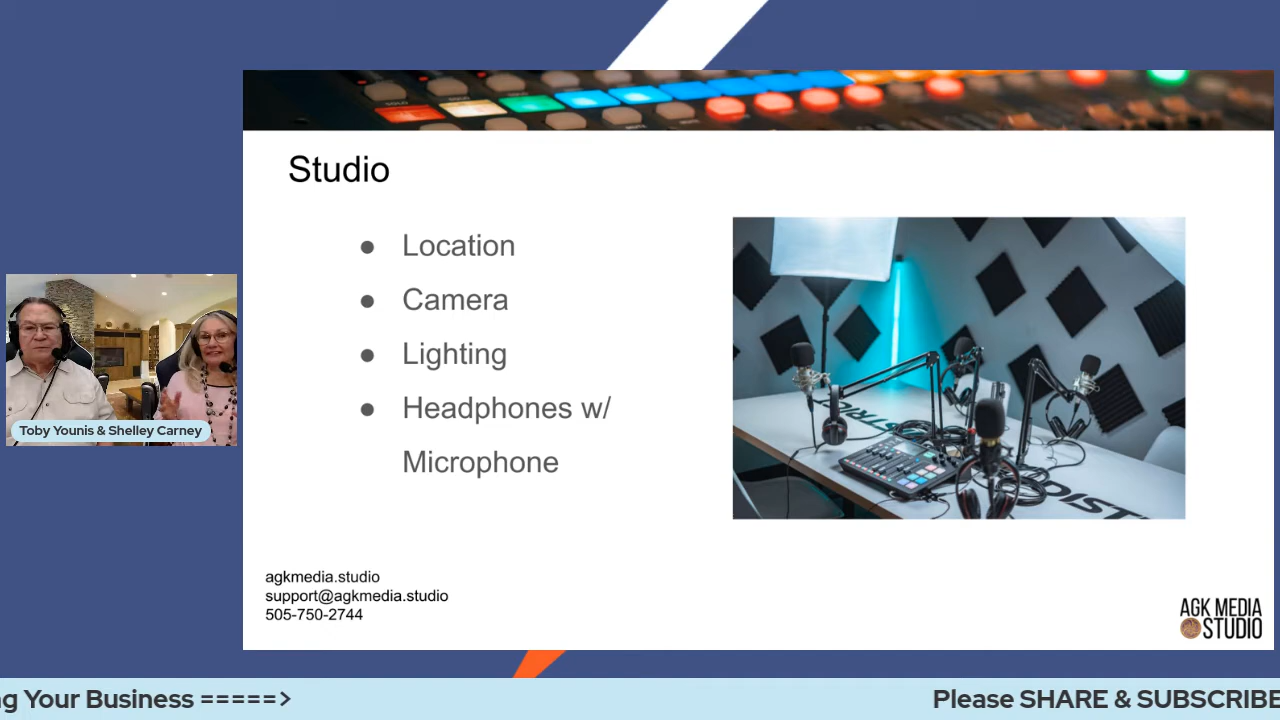 Studio
● Location
● Camera
● Lighting
● Headphones w/
Microphone
Toby Younis & Shelley Carney
agkmedia.studio
support@agkmedia.studio
505-750-2744
AGK MEDIA
STUDIO
g Your Business =====>
Please SHARE & SUBSCRIBE